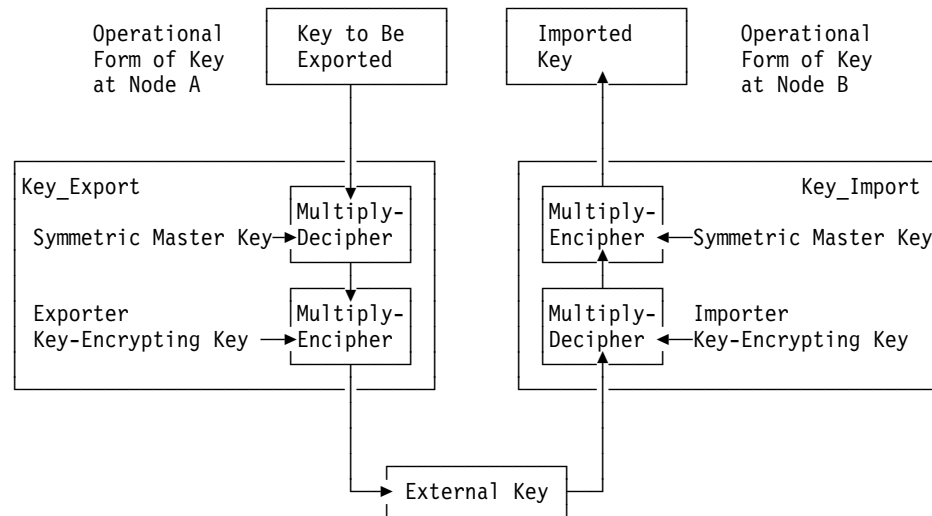 Operational
Form of Key
at Node A
Key to Be
Exported
Imported
Key
Operational
Form of Key
at Node B
Key_Export
Multiply-
Decipher
Symmetric Master Key
Exporter
Key-Encrypting Key
Multiply-
Encipher
Key_Import
Multiply-
Encipher
Symmetric Master Key
Multiply-
Decipher
Importer
Key-Encrypting Key
External Key